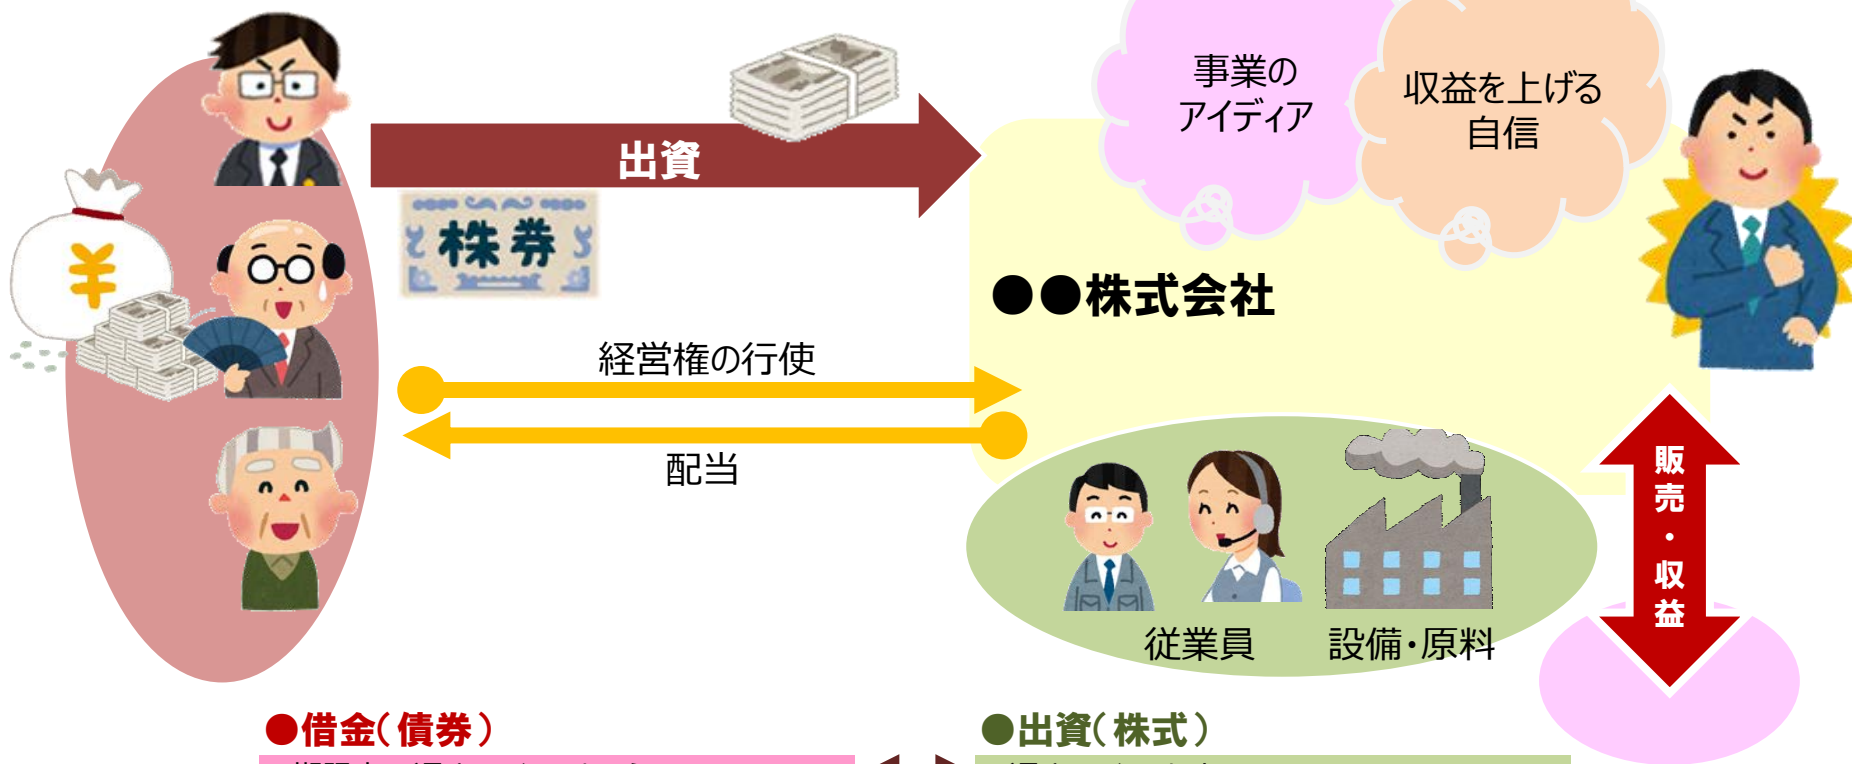 事業の
アイディア
収益を上げる
自信
出資
株券
●●株式会社
経営権の行使
配当
販売・収益
従業員
設備・原料
●借金(債券)
●出資(株式)